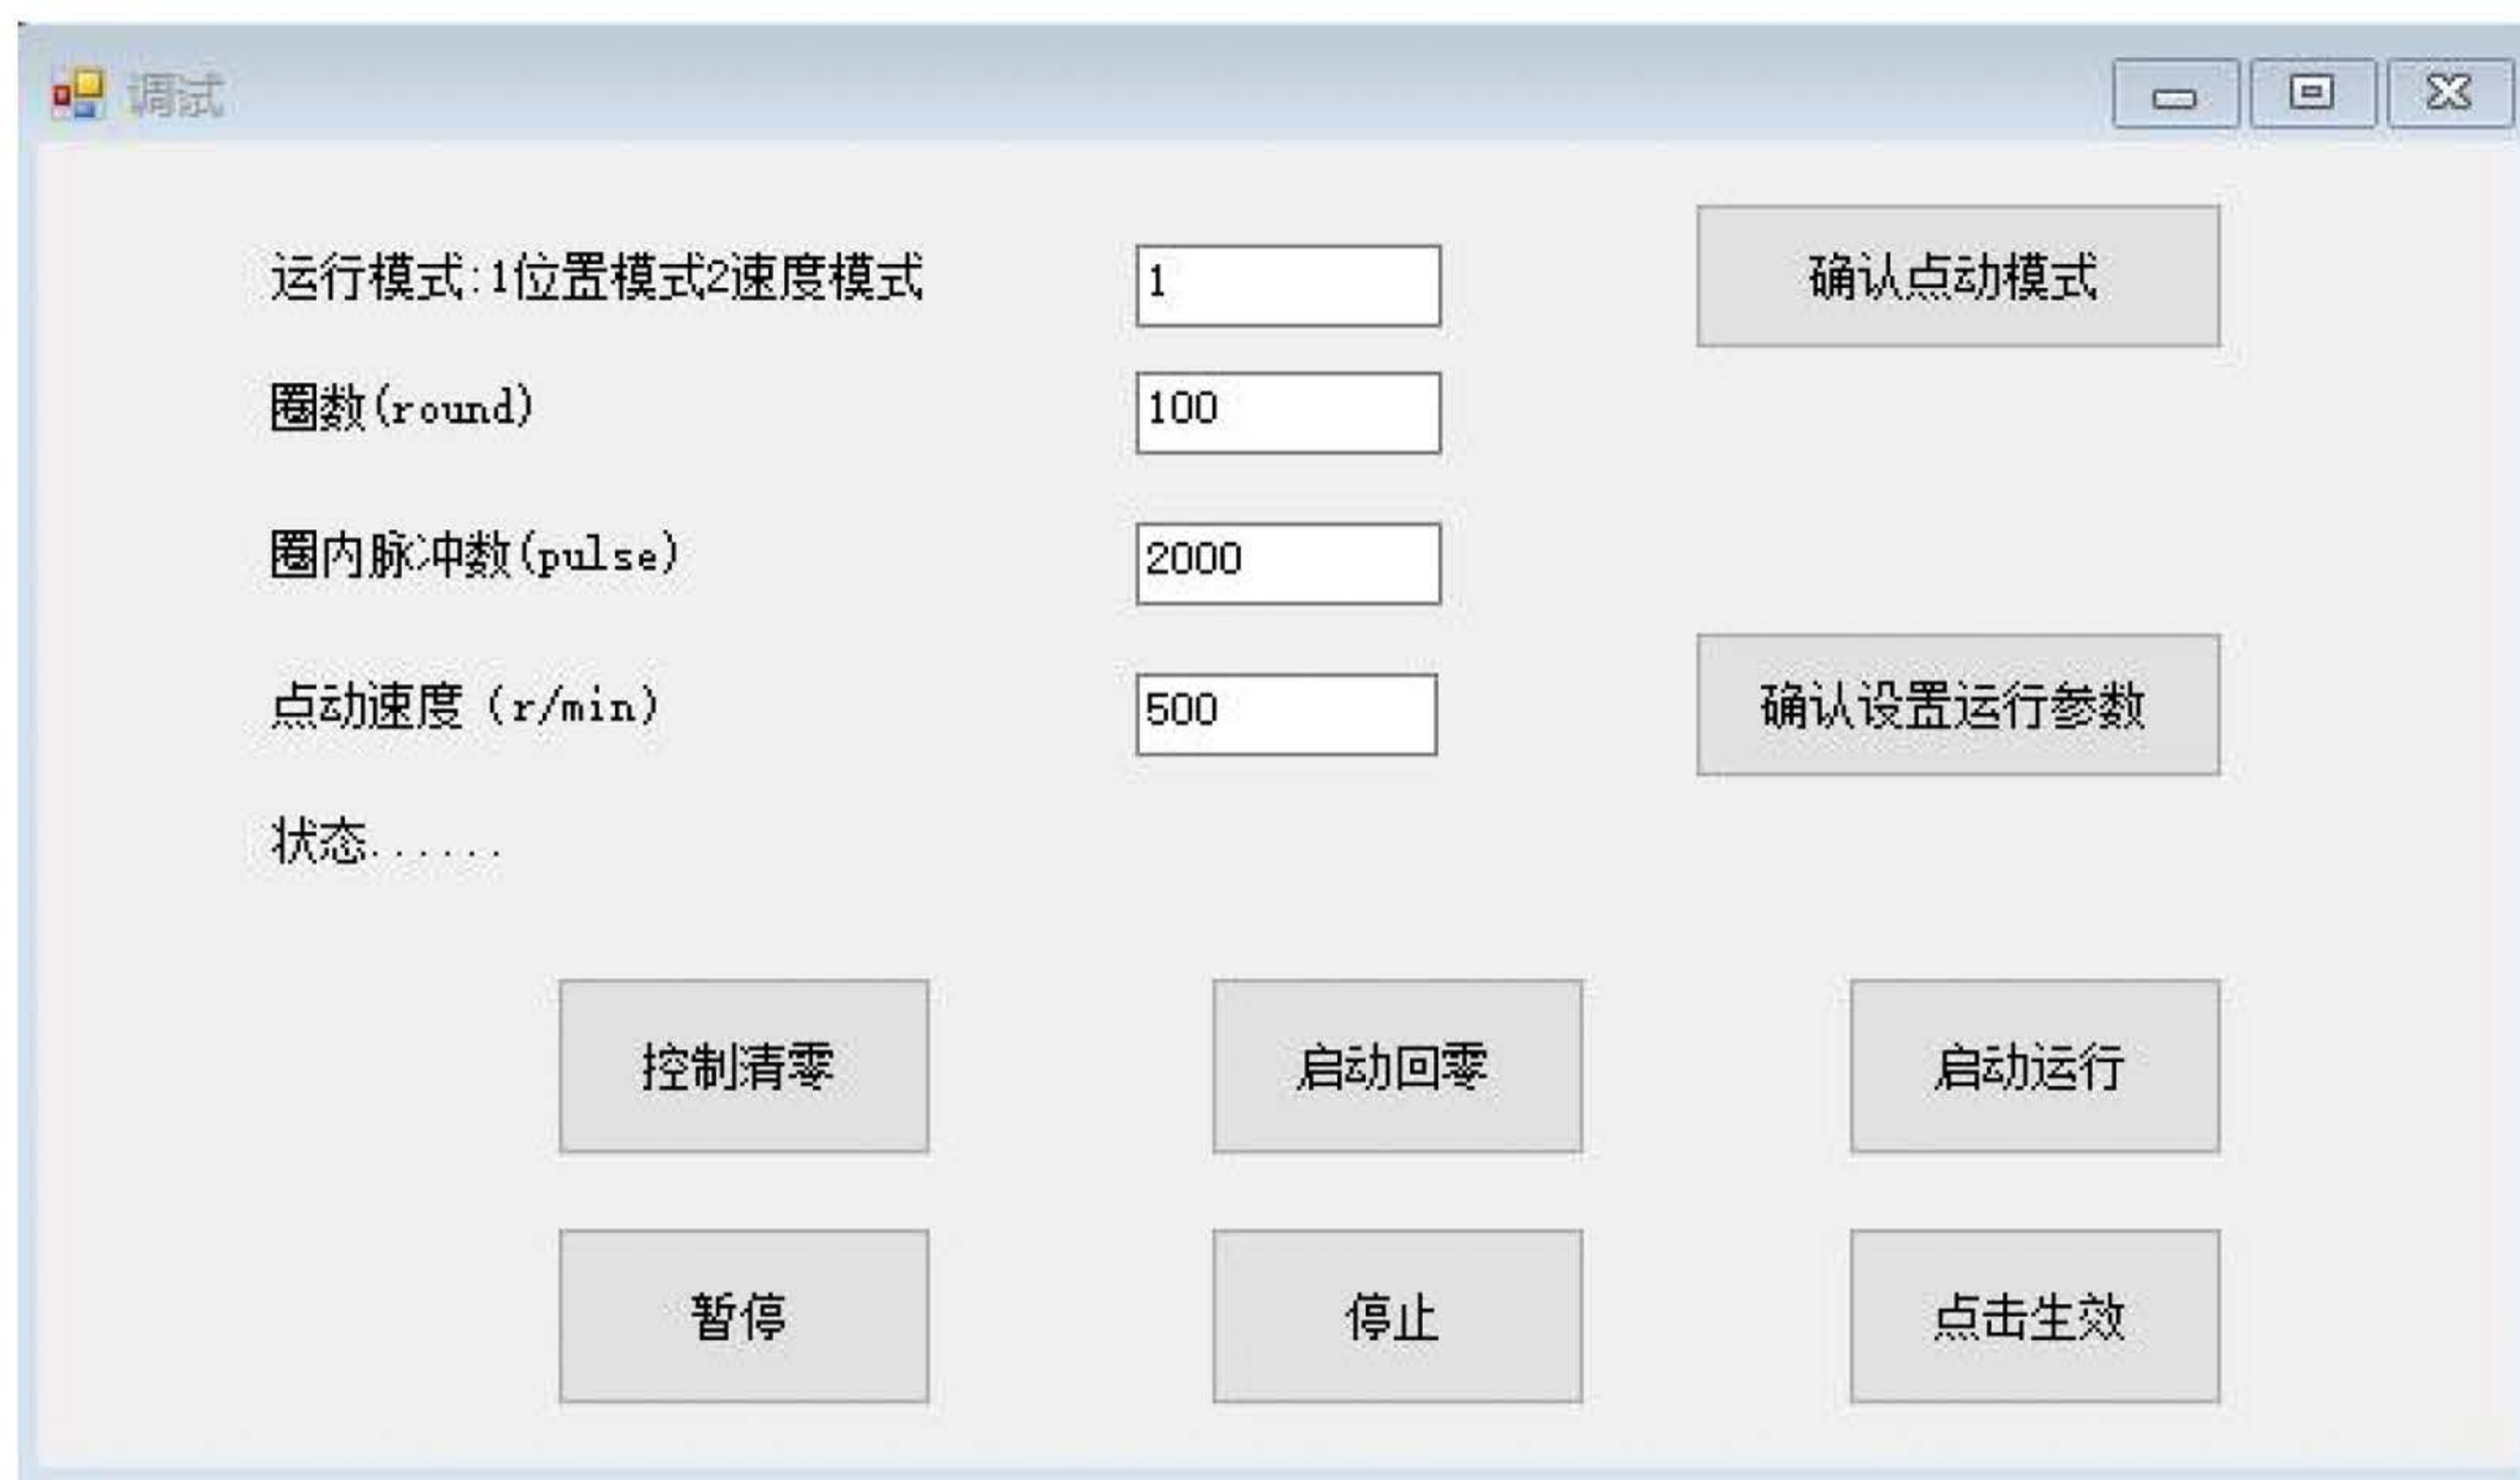 调试
运行模式:1位置模式2速度模式
1
确认点动模式
圈数(round)
100
圈内脉冲数(pulse)
2000
点动速度 (r/min)
500
确认设置运行参数
状态......
控制清零
启动回零
启动运行
暂停
停止
点击生效